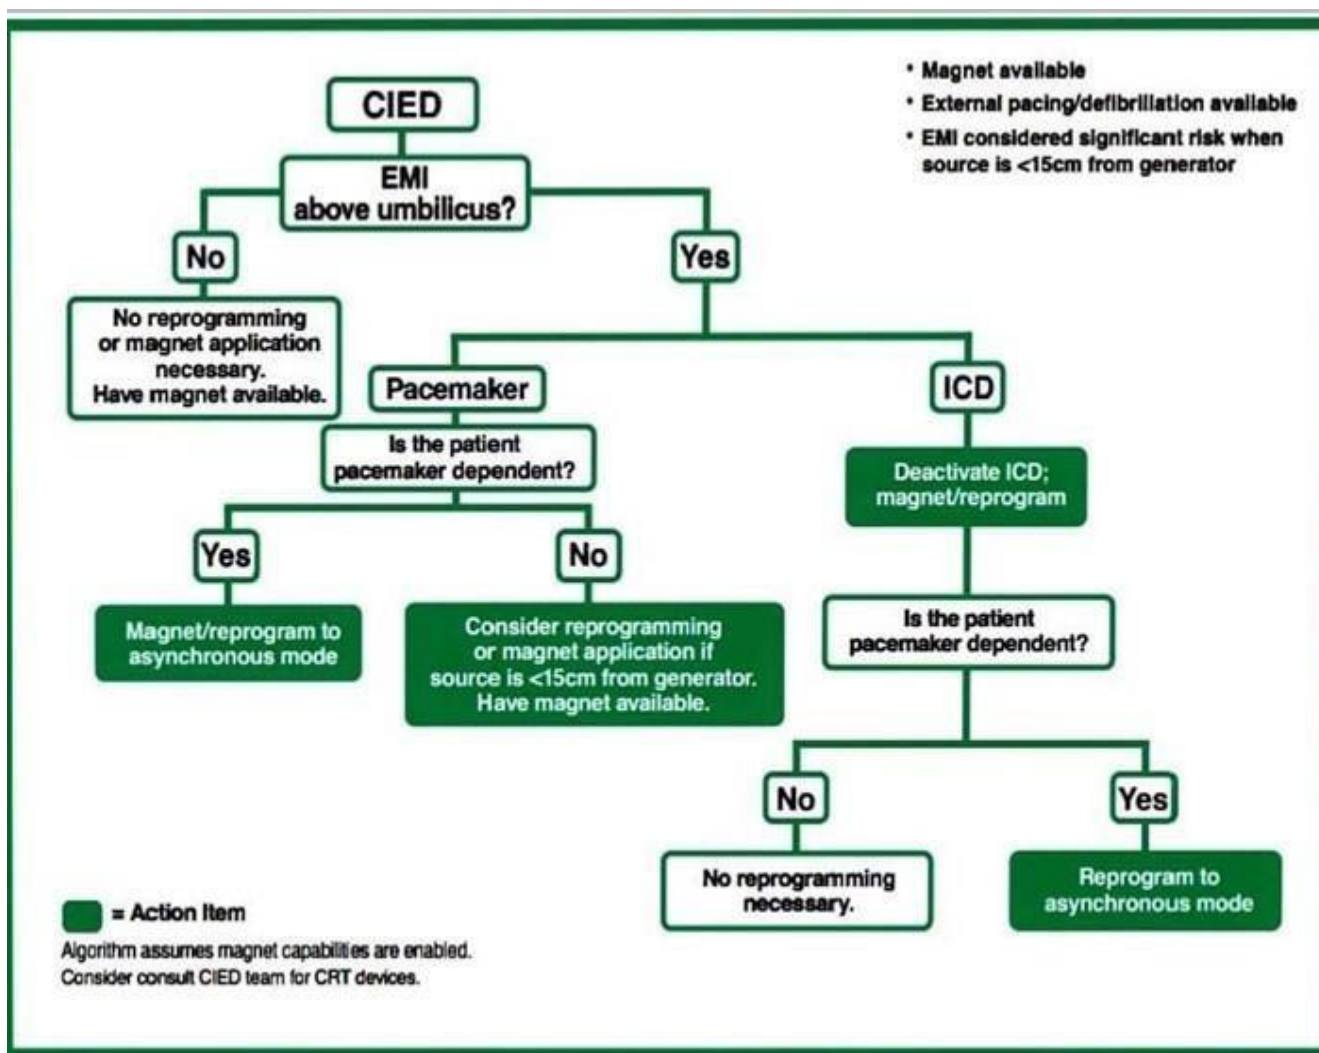 CIED
• Magnet available
• External pacing/defibrillation available
• EMI considered significant risk when
source is <15cm from generator
EMI
above umbilicus?
No
Yes
No reprogramming
or magnet application
necessary.
Have magnet available.
Pacemaker
ICD
Is the patient
pacemaker dependent?
Deactivate ICD;
magnet/reprogram
Yes
No
Magnet/reprogram to
asynchronous mode
Consider reprogramming
or magnet application if
source is <15cm from generator.
Have magnet available.
Is the patient
pacemaker dependent?
No
Yes
No reprogramming
necessary.
Reprogram to
asynchronous mode
= Action Item
Algorithm assumes magnet capabilities are enabled.
Consider consult CIED team for CRT devices.